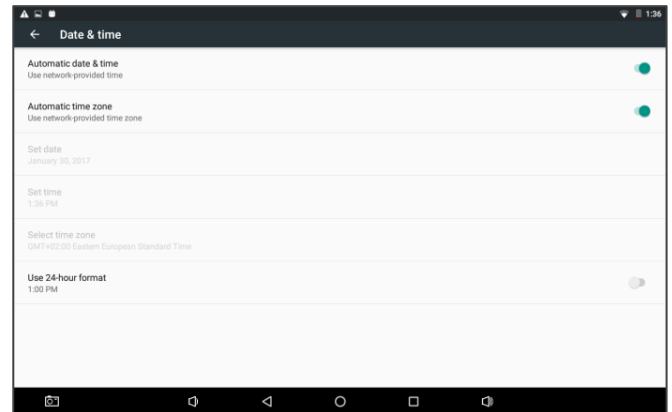 1:36
Date & time
Automatic date & time
Use network-provided time
Automatic time zone
Use network-provided time zone
Set date
January 30, 2017
Set time
1:36 PM
Select time zone
GMT+02:00 Eastern European Standard Time
Use 24-hour format
1:00 PM